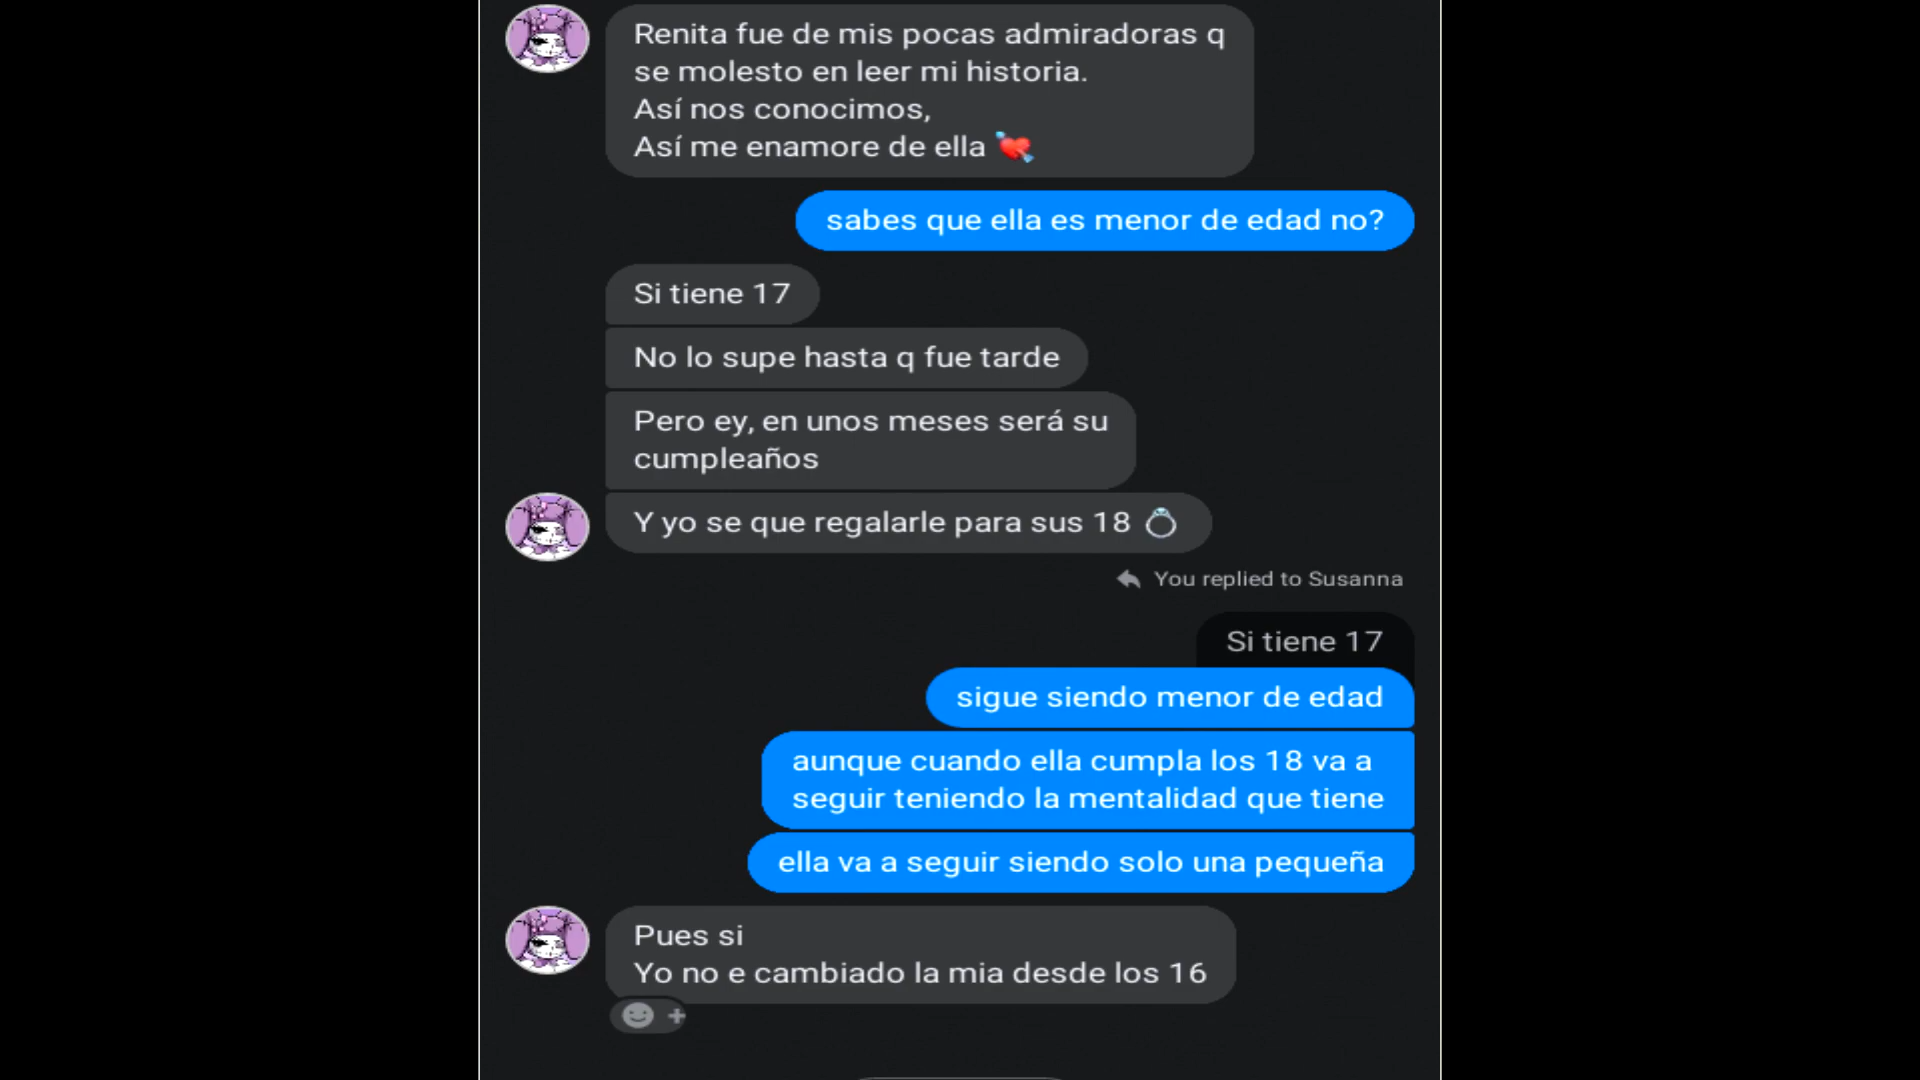 Renita fue de mis pocas admiradoras q
se molesto en leer mi historia.
Así nos conocimos,
Así me enamore de ella 💘
sabes que ella es menor de edad no?
Si tiene 17
No lo supe hasta q fue tarde
Pero ey, en unos meses será su
cumpleaños
Y yo se que regalarle para sus 18 💍
You replied to Susanna
Si tiene 17
sigue siendo menor de edad
aunque cuando ella cumpla los 18 va a
seguir teniendo la mentalidad que tiene
ella va a seguir siendo solo una pequeña
Pues si
Yo no e cambiado la mia desde los 16